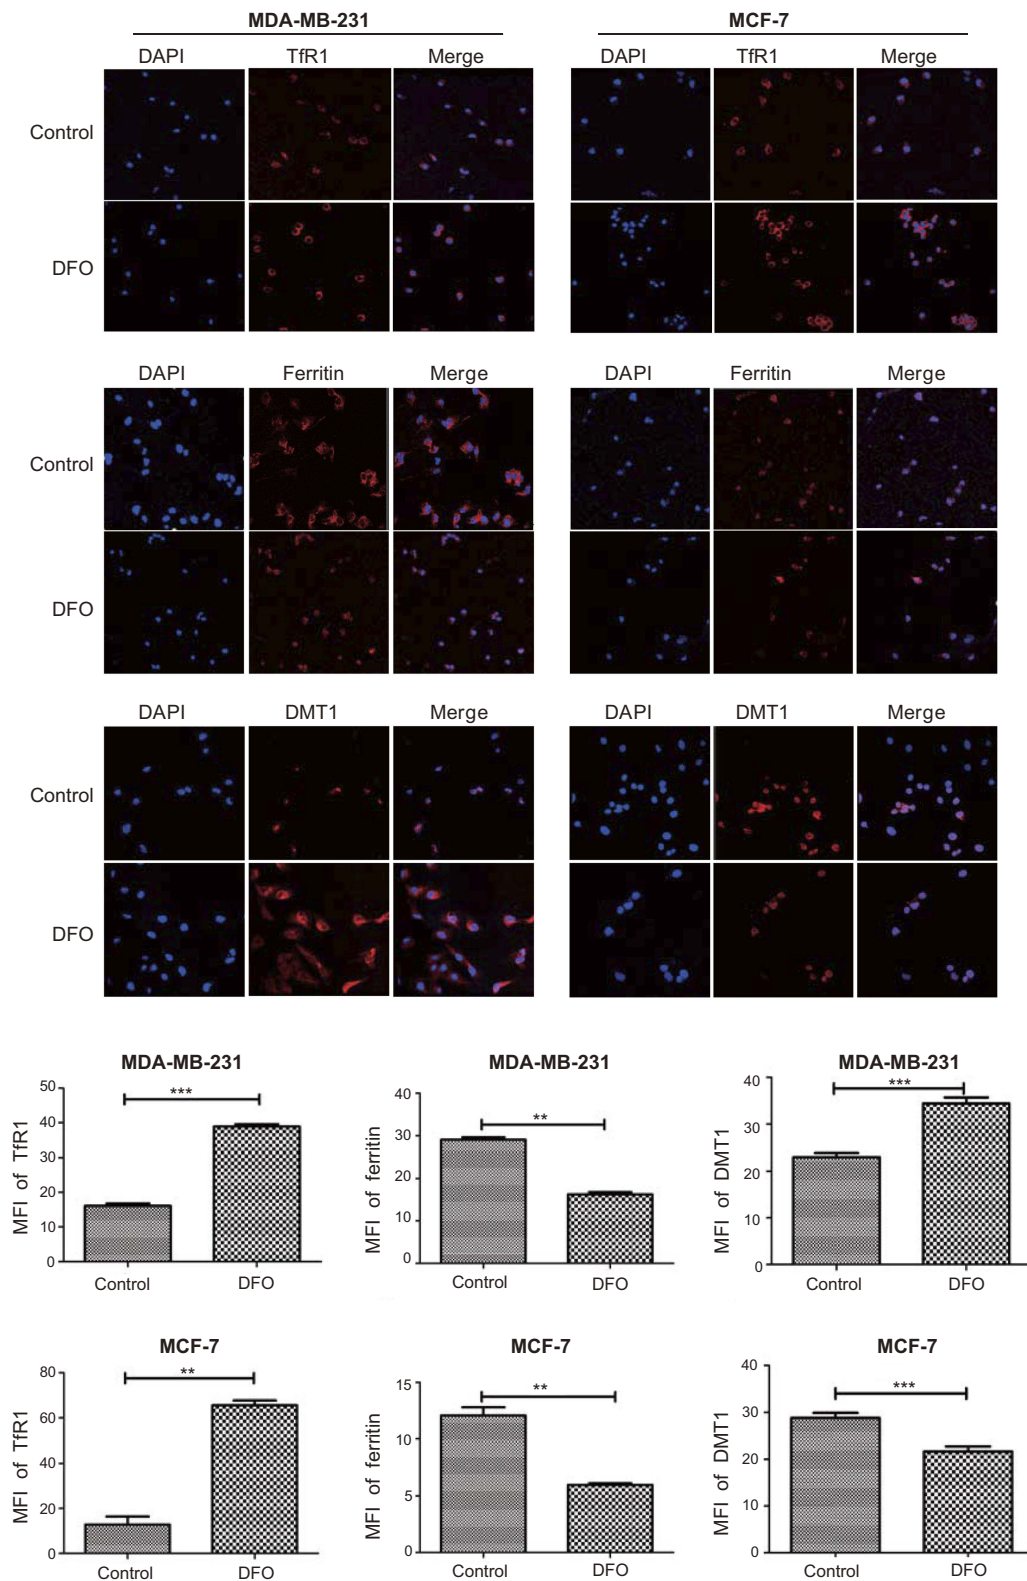 MDA-MB-231 MCF-7
DAPI TfR1 Merge DAPI TfR1 Merge
Control
DFO
DAPI Ferritin Merge DAPI Ferritin Merge
Control
DFO
DAPI DMT1 Merge DAPI DMT1 Merge
Control
DFO
MDA-MB-231
MFI of TfR1
50
40
30
20
10
0
***
Control DFO
MDA-MB-231
MFI of ferritin
40
30
20
10
0
**
Control DFO
MDA-MB-231
MFI of DMT1
40
30
20
10
0
***
Control DFO
MCF-7
MFI of TfR1
80
60
40
20
0
**
Control DFO
MCF-7
MFI of ferritin
15
10
5
0
**
Control DFO
MCF-7
MFI of DMT1
40
30
20
10
0
***
Control DFO